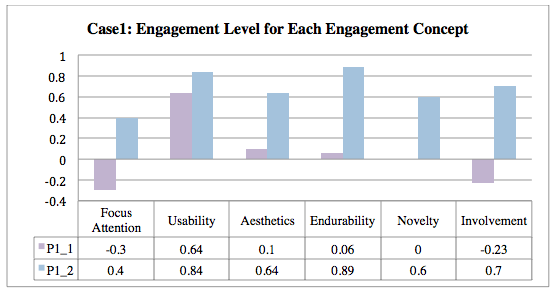 Case1: Engagement Level for Each Engagement Concept
1
0.8
0.6
0.4
0.2
0
-0.2
-0.4
Focus Attention Usability Aesthetics Endurability Novelty Involvement
P1_1 -0.3 0.64 0.1 0.06 0 -0.23
P1_2 0.4 0.84 0.64 0.89 0.6 0.7